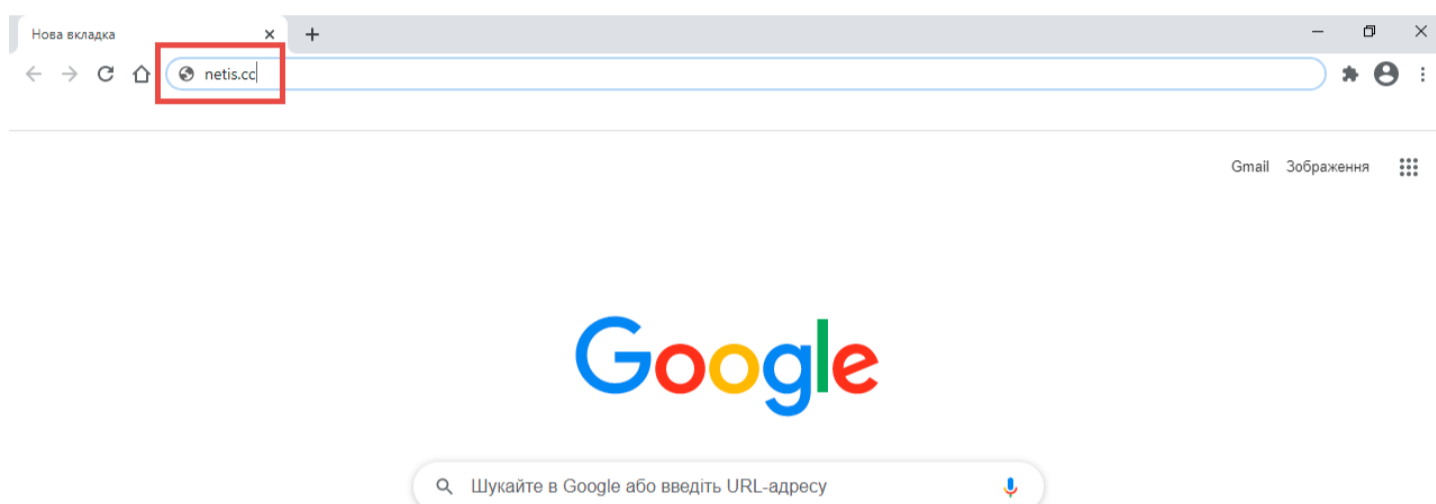 Нова вкладка
netis.cc
Gmail Зображення
Google
Шукайте в Google або введіть URL-адресу